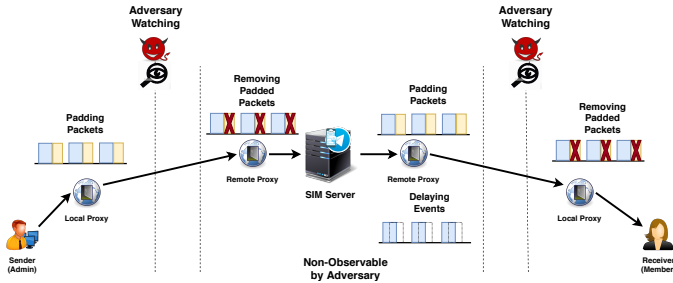 Adversary
Watching
Adversary
Watching
Padding
Packets
Removing
Padded
Packets
Padding
Packets
Removing
Padded
Packets
Local Proxy
Remote Proxy
SIM Server
Remote Proxy
Local Proxy
Delaying
Events
Sender
(Admin)
Non-Observable
by Adversary
Receiver
(Member)